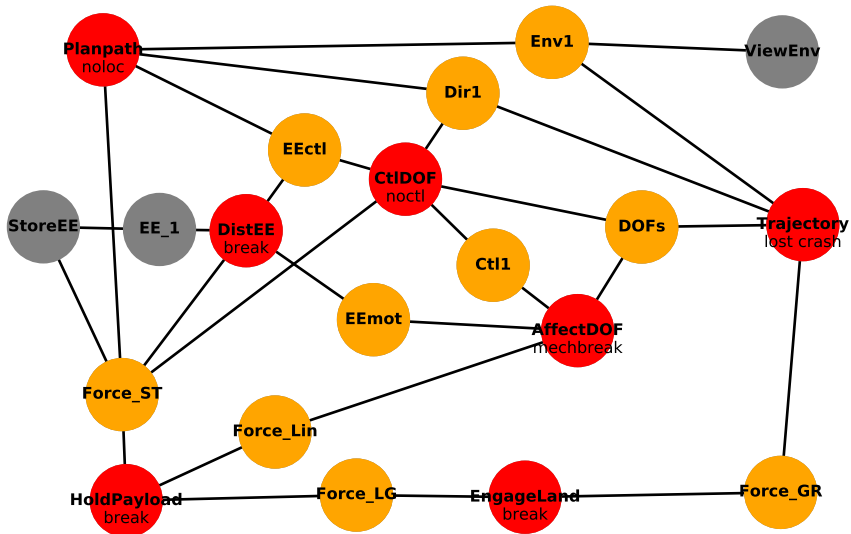 Env1
Planpath
noloc
ViewEnv
Dir1
EEctl
CtlDOF
noctl
StoreEE
EE_1
DistEE
break
DOFs
Trajectory
lost crash
Ctl1
EEmot
AffectDOF
mechbreak
Force_ST
Force_Lin
HoldPayload
break
Force_LG
EngageLand
break
Force_GR